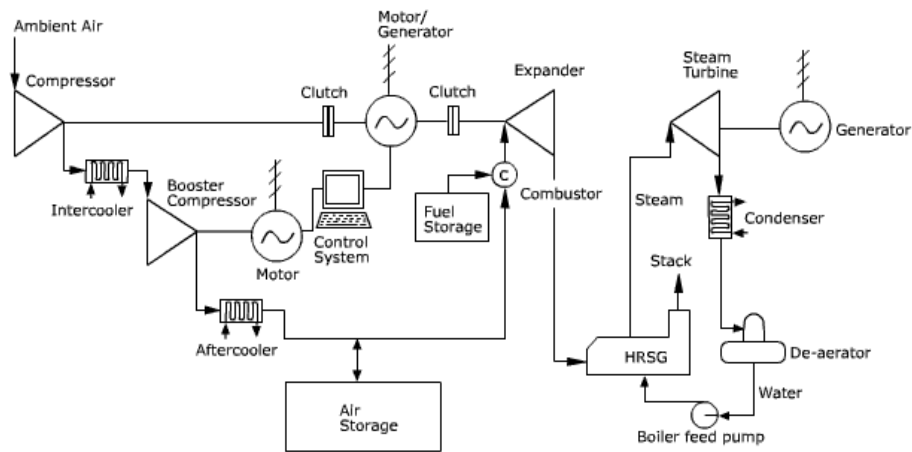 Ambient Air
Compressor
Motor/
Generator
Clutch
Clutch
Expander
Steam
Turbine
Generator
Intercooler
Booster
Compressor
Motor
Control
System
Fuel
Storage
C
Combustor
Steam
Condenser
Stack
Aftercooler
HRSG
De-aerator
Water
Air
Storage
Boiler feed pump